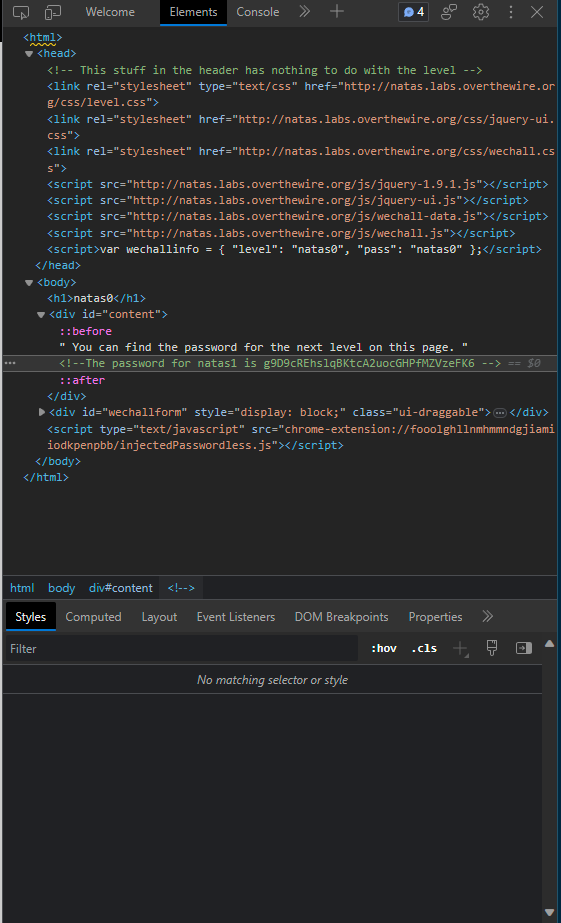 Welcome Elements Console 4
<html>
<head>
<!-- This stuff in the header has nothing to do with the level -->
<link rel="stylesheet" type="text/css" href="http://natas.labs.overthewire.or
g/css/level.css">
<link rel="stylesheet" href="http://natas.labs.overthewire.org/css/jquery-ui.
css">
<link rel="stylesheet" href="http://natas.labs.overthewire.org/css/wechall.cs
s">
<script src="http://natas.labs.overthewire.org/js/jquery-1.9.1.js"></script>
<script src="http://natas.labs.overthewire.org/js/jquery-ui.js"></script>
<script src="http://natas.labs.overthewire.org/js/wechall-data.js"></script>
<script src="http://natas.labs.overthewire.org/js/wechall.js"></script>
<script>var wechallinfo = { "level": "natas0", "pass": "natas0" };</script>
</head>
<body>
<h1>natas0</h1>
<div id="content">
::before
" You can find the password for the next level on this page. "
<!--The password for natas1 is g9D9cREhslqBKtcA2uocGHPfMZVzeFK6 --> == $0
::after
</div>
<div id="wechallform" style="display: block;" class="ui-draggable">…</div>
<script type="text/javascript" src="chrome-extension://fooolghllnmhmmndgjiami
iodkpenpbb/injectedPasswordless.js"></script>
</body>
</html>
html body div#content <!-->
Styles Computed Layout Event Listeners DOM Breakpoints Properties
Filter :hov .cls
No matching selector or style